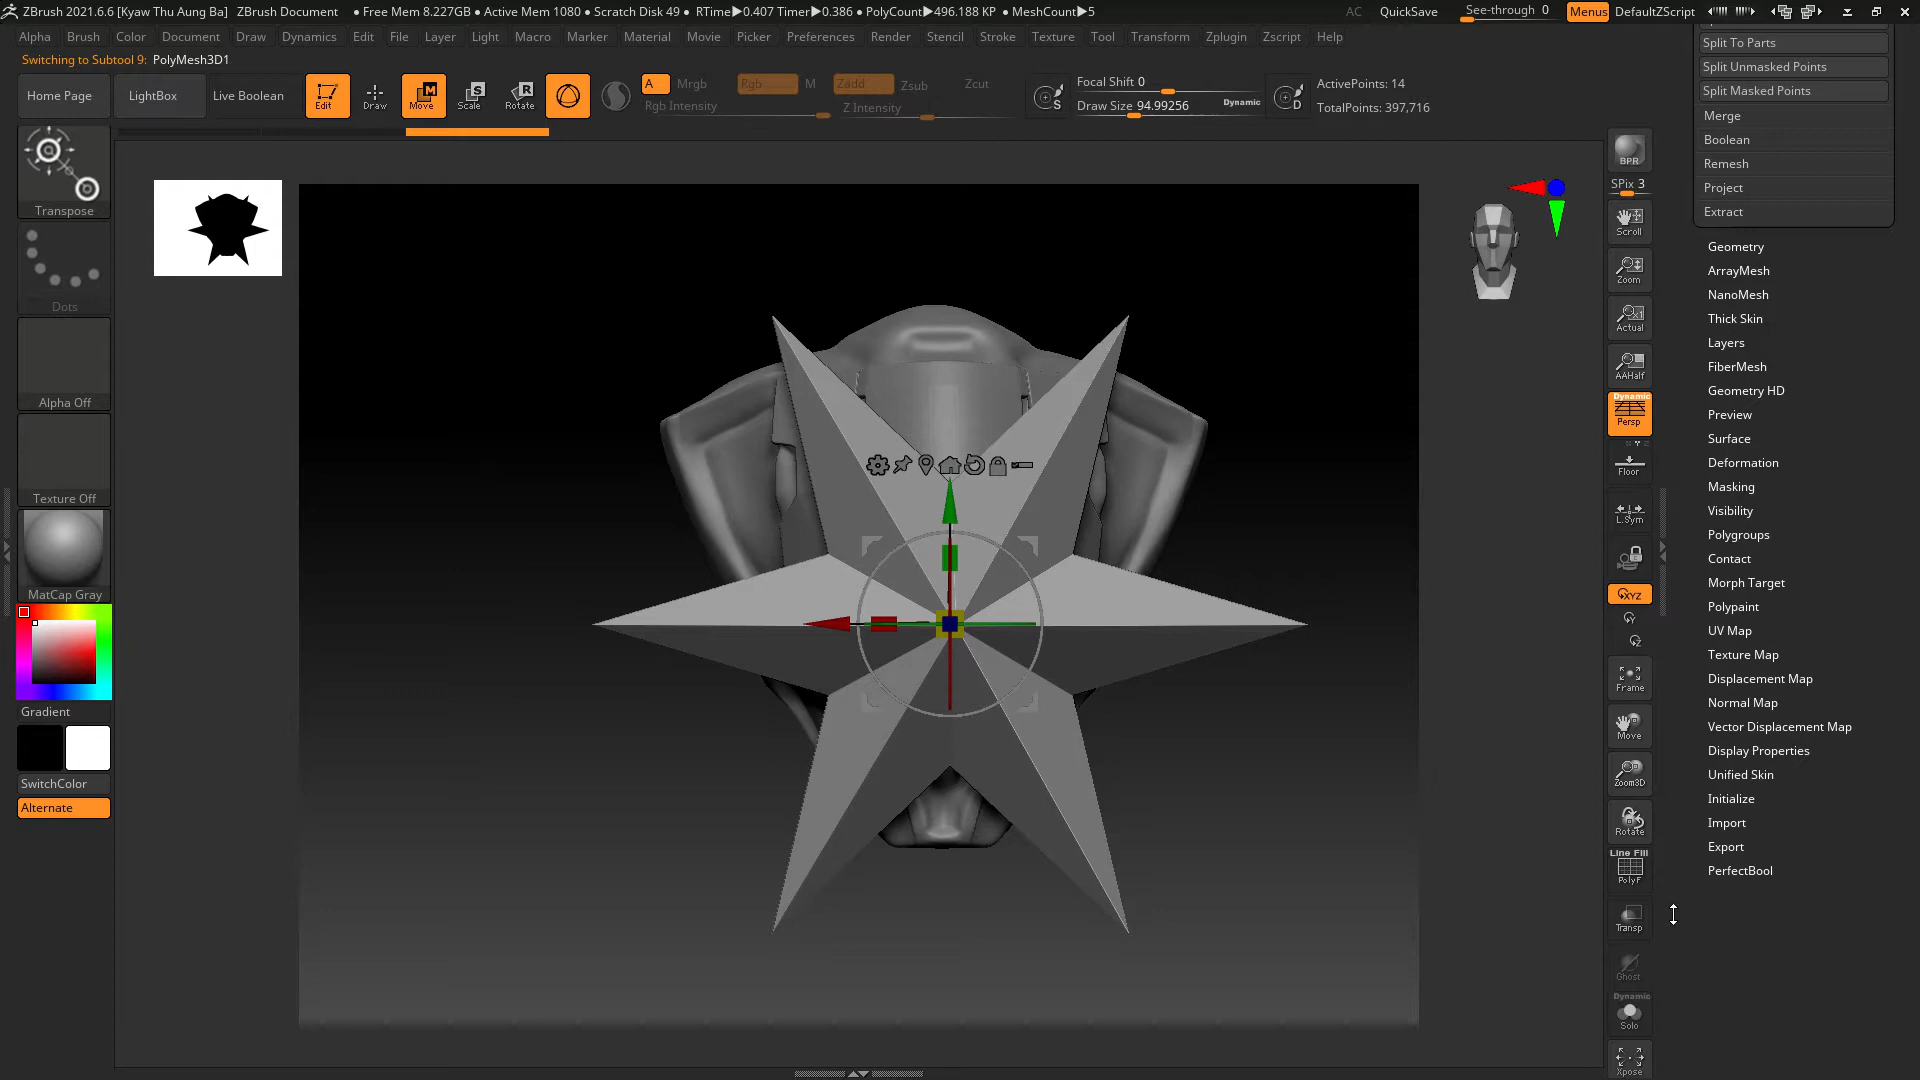 ZBrush 2021.6.6 [Kyaw Thu Aung Ba] ZBrush Document • Free Mem 8.227GB • Active Mem 1080 • Scratch Disk 49 • RTime▶0.407 Timer▶0.386 • PolyCount▶496.188 KP • MeshCount▶5 AC QuickSave See-through 0 Menus DefaultZScript
Alpha Brush Color Document Draw Dynamics Edit File Layer Light Macro Marker Material Movie Picker Preferences Render Stencil Stroke Texture Tool Transform Zplugin Zscript Help
Switching to Subtool 9: PolyMesh3D1
Home Page LightBox Live Boolean Edit Draw Move Scale Rotate
A Mrgb Rgb M Zadd Zsub Zcut
Rgb Intensity Z Intensity
S Focal Shift 0
Draw Size 94.99256 Dynamic D
ActivePoints: 14
TotalPoints: 397,716
Transpose
Dots
Alpha Off
Texture Off
MatCap Gray
Gradient
SwitchColor
Alternate
BPR
SPix 3
Scroll
Zoom
Actual
AAHalf
Dynamic
Persp
Floor
L.Sym
XYZ
Frame
Move
Zoom3D
Rotate
Line Fill
PolyF
Transp
Ghost
Dynamic
Solo
Xpose
Split To Parts
Split Unmasked Points
Split Masked Points
Merge
Boolean
Remesh
Project
Extract
Geometry
ArrayMesh
NanoMesh
Thick Skin
Layers
FiberMesh
Geometry HD
Preview
Surface
Deformation
Masking
Visibility
Polygroups
Contact
Morph Target
Polypaint
UV Map
Texture Map
Displacement Map
Normal Map
Vector Displacement Map
Display Properties
Unified Skin
Initialize
Import
Export
PerfectBool